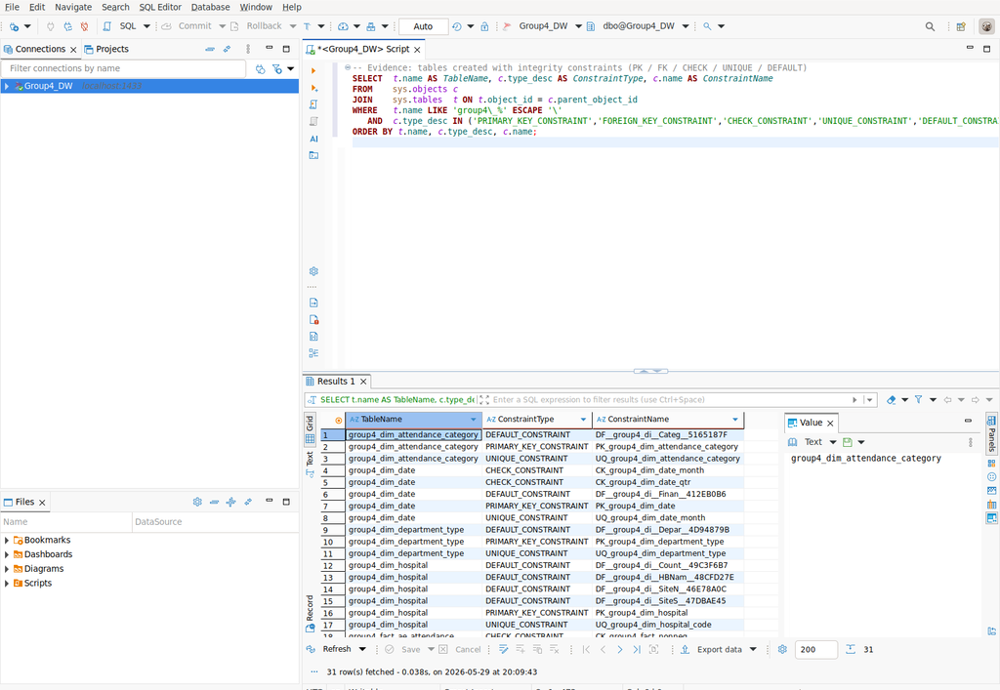 File Edit Navigate Search SQL Editor Database Window Help
SQL Commit Rollback T Auto Group4_DW dbo@Group4_DW
Connections Projects
Filter connections by name
Group4_DW localhost:1433
*<Group4_DW> Script
-- Evidence: tables created with integrity constraints (PK / FK / CHECK / UNIQUE / DEFAULT)
SELECT t.name AS TableName, c.type_desc AS ConstraintType, c.name AS ConstraintName
FROM sys.objects c
JOIN sys.tables t ON t.object_id = c.parent_object_id
WHERE t.name LIKE 'group4\_%' ESCAPE '\'
AND c.type_desc IN ('PRIMARY_KEY_CONSTRAINT','FOREIGN_KEY_CONSTRAINT','CHECK_CONSTRAINT','UNIQUE_CONSTRAINT','DEFAULT_CONSTRA
ORDER BY t.name, c.type_desc, c.name;
AI
Files
Name DataSource
Bookmarks
Dashboards
Diagrams
Scripts
Results 1
SELECT t.name AS TableName, c.type_de Enter a SQL expression to filter results (use Ctrl+Space)
Grid
Text
Record
TableName ConstraintType ConstraintName
1 group4_dim_attendance_category DEFAULT_CONSTRAINT DF__group4_di__Categ__5165187F
2 group4_dim_attendance_category PRIMARY_KEY_CONSTRAINT PK_group4_dim_attendance_category
3 group4_dim_attendance_category UNIQUE_CONSTRAINT UQ_group4_dim_attendance_category
4 group4_dim_date CHECK_CONSTRAINT CK_group4_dim_date_month
5 group4_dim_date CHECK_CONSTRAINT CK_group4_dim_date_qtr
6 group4_dim_date DEFAULT_CONSTRAINT DF__group4_di__Finan__412EB0B6
7 group4_dim_date PRIMARY_KEY_CONSTRAINT PK_group4_dim_date
8 group4_dim_date UNIQUE_CONSTRAINT UQ_group4_dim_date_month
9 group4_dim_department_type DEFAULT_CONSTRAINT DF__group4_di__Depar__4D94879B
10 group4_dim_department_type PRIMARY_KEY_CONSTRAINT PK_group4_dim_department_type
11 group4_dim_department_type UNIQUE_CONSTRAINT UQ_group4_dim_department_type
12 group4_dim_hospital DEFAULT_CONSTRAINT DF__group4_di__Count__49C3F6B7
13 group4_dim_hospital DEFAULT_CONSTRAINT DF__group4_di__HBNam__48CFD27E
14 group4_dim_hospital DEFAULT_CONSTRAINT DF__group4_di__SiteN__46E78A0C
15 group4_dim_hospital DEFAULT_CONSTRAINT DF__group4_di__SiteS__47DBAE45
16 group4_dim_hospital PRIMARY_KEY_CONSTRAINT PK_group4_dim_hospital
17 group4_dim_hospital UNIQUE_CONSTRAINT UQ_group4_dim_hospital_code
18 group4_fact_ae_attendance CHECK_CONSTRAINT CK_group4_fact_nonneg
Value
Text
group4_dim_attendance_category
Panels
Refresh Save Cancel Export data 200 31
31 row(s) fetched - 0.038s, on 2026-05-29 at 20:09:43